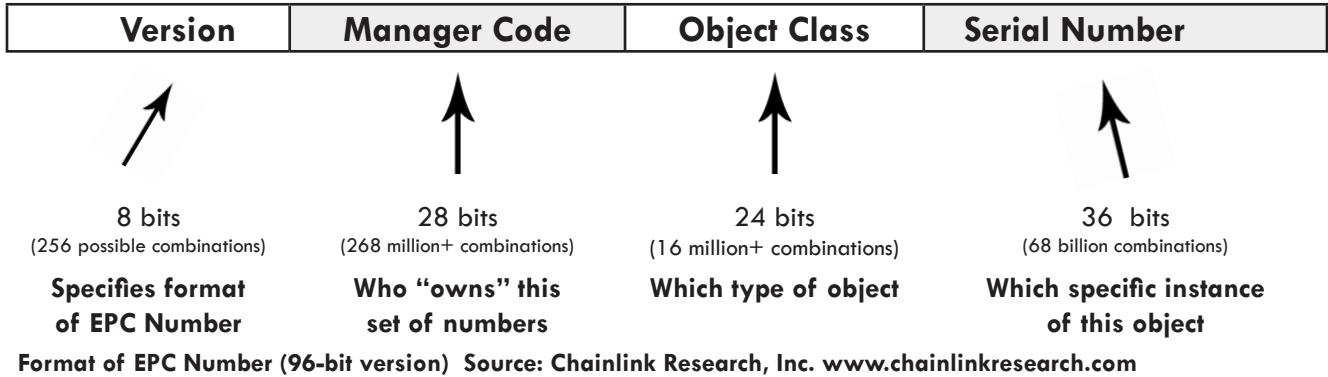 Version Manager Code Object Class Serial Number
8 bits 28 bits 24 bits 36 bits
(256 possible combinations) (268 million+ combinations) (16 million+ combinations) (68 billion combinations)
Specifies format Who “owns” this Which type of object Which specific instance
of EPC Number set of numbers of this object
Format of EPC Number (96-bit version) Source: Chainlink Research, Inc. www.chainlinkresearch.com